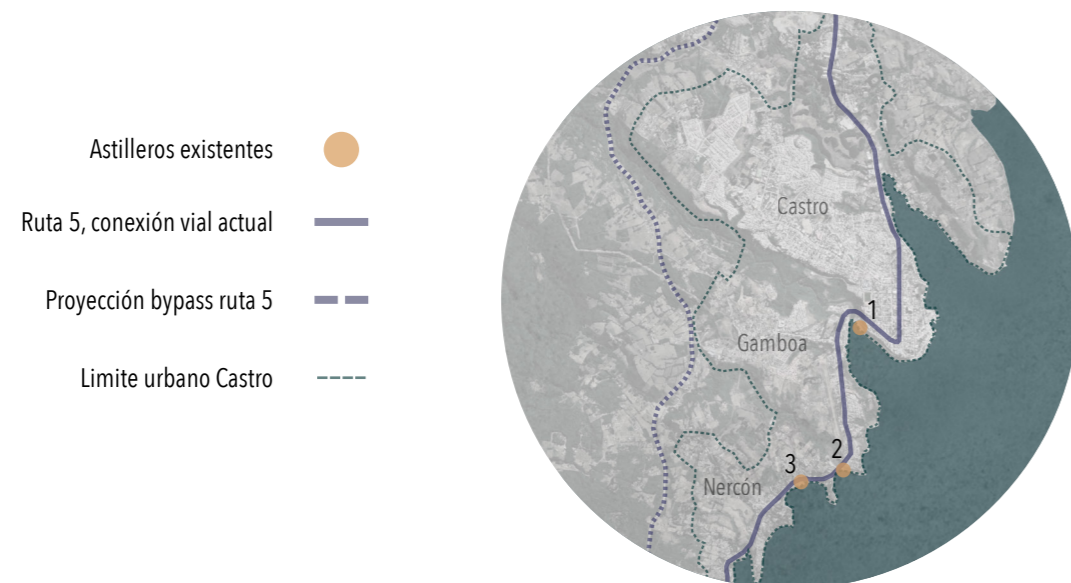 Astilleros existentes
Ruta 5, conexión vial actual
Proyección bypass ruta 5
Limite urbano Castro
Castro
1
Gamboa
2
3
Nercón